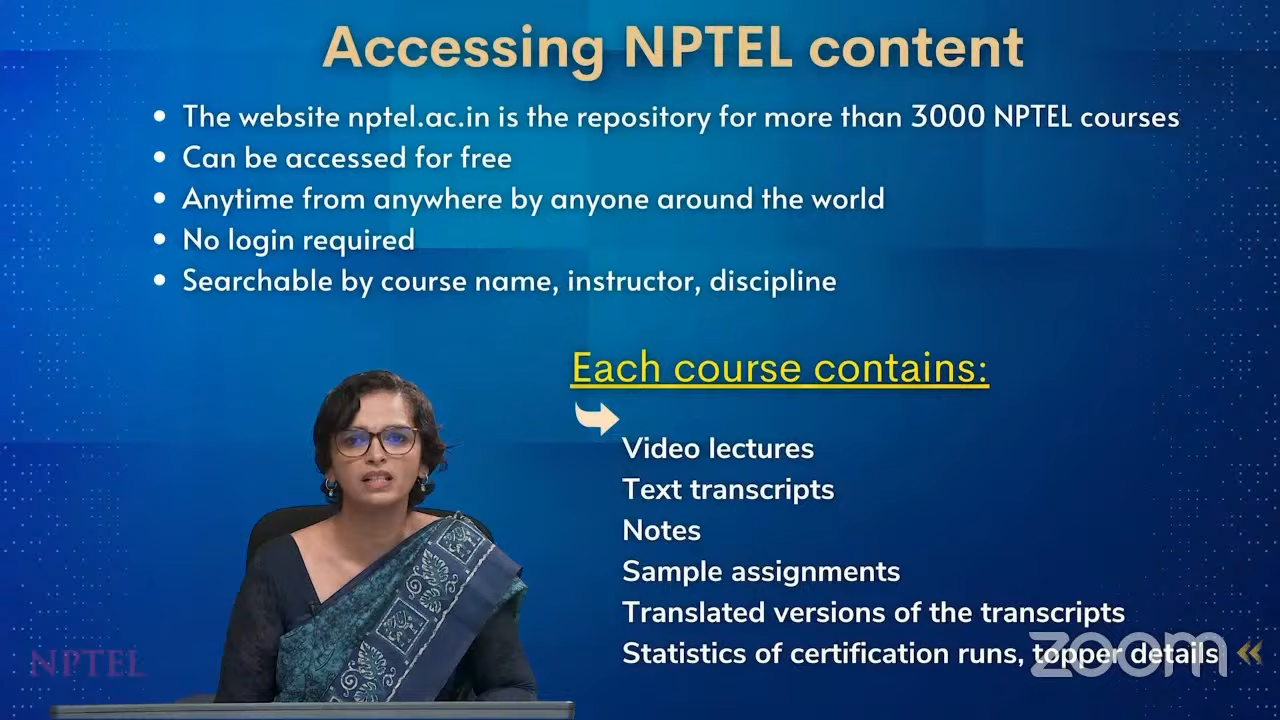 Accessing NPTEL content
• The website nptel.ac.in is the repository for more than 3000 NPTEL courses
• Can be accessed for free
• Anytime from anywhere by anyone around the world
• No login required
• Searchable by course name, instructor, discipline
Each course contains:
Video lectures
Text transcripts
Notes
Sample assignments
Translated versions of the transcripts
Statistics of certification runs, topper details
zoom
NPTEL